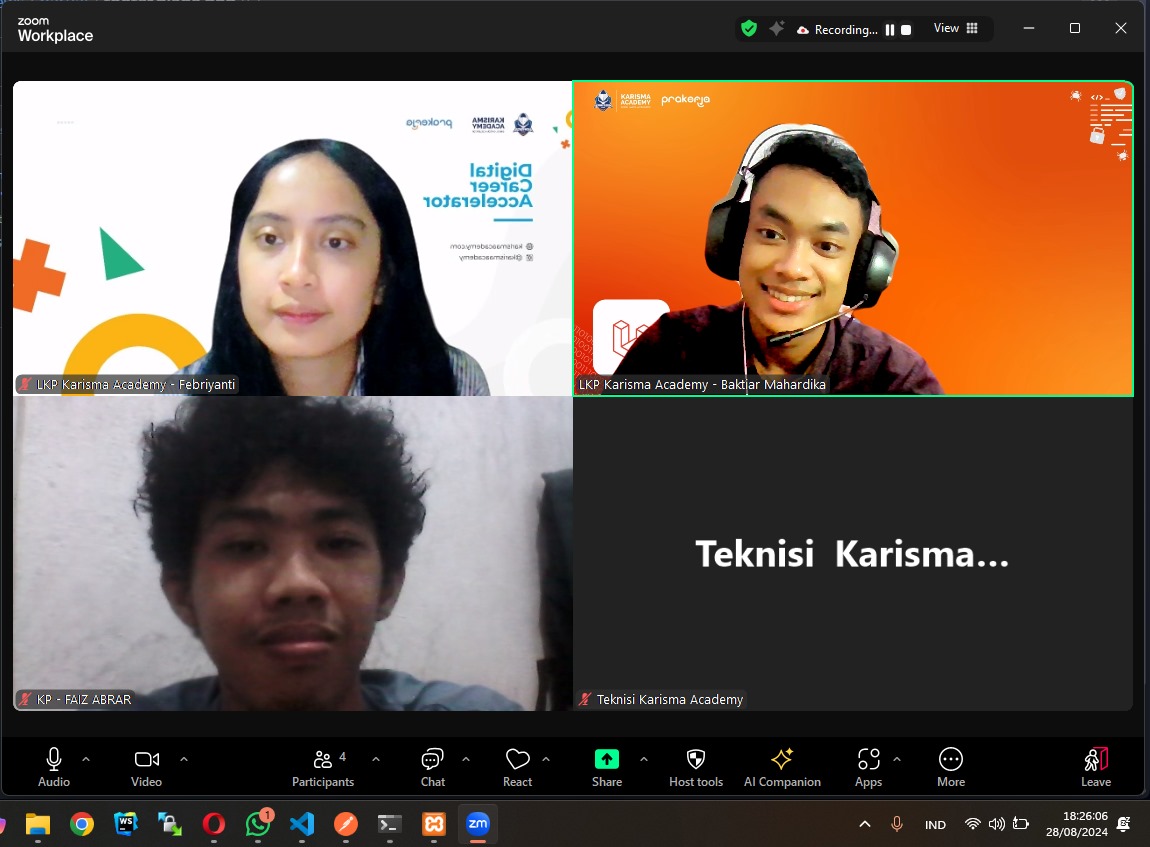 zoom
Workplace
Recording...
View
prakerja
KARISMA
ACADEMY
Digital
Career
Accelerator
karismaacademy.com
@karismaacademy
LKP Karisma Academy - Febriyanti
KARISMA
ACADEMY
prakerja
</>_
LKP Karisma Academy - Baktiar Mahardika
KP - FAIZ ABRAR
Teknisi Karisma...
Teknisi Karisma Academy
Audio
Video
4
Participants
Chat
React
Share
Host tools
AI Companion
Apps
More
Leave
WS
1
zm
IND
18:26:06
28/08/2024